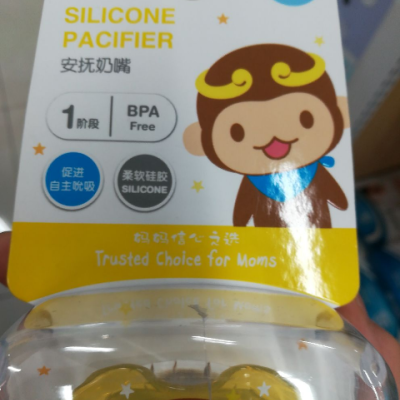 SILICONE
PACIFIER
安抚奶嘴
1阶段
BPA
Free
促进
自主吮吸
柔软硅胶
SILICONE
妈妈信心之选
Trusted Choice for Moms